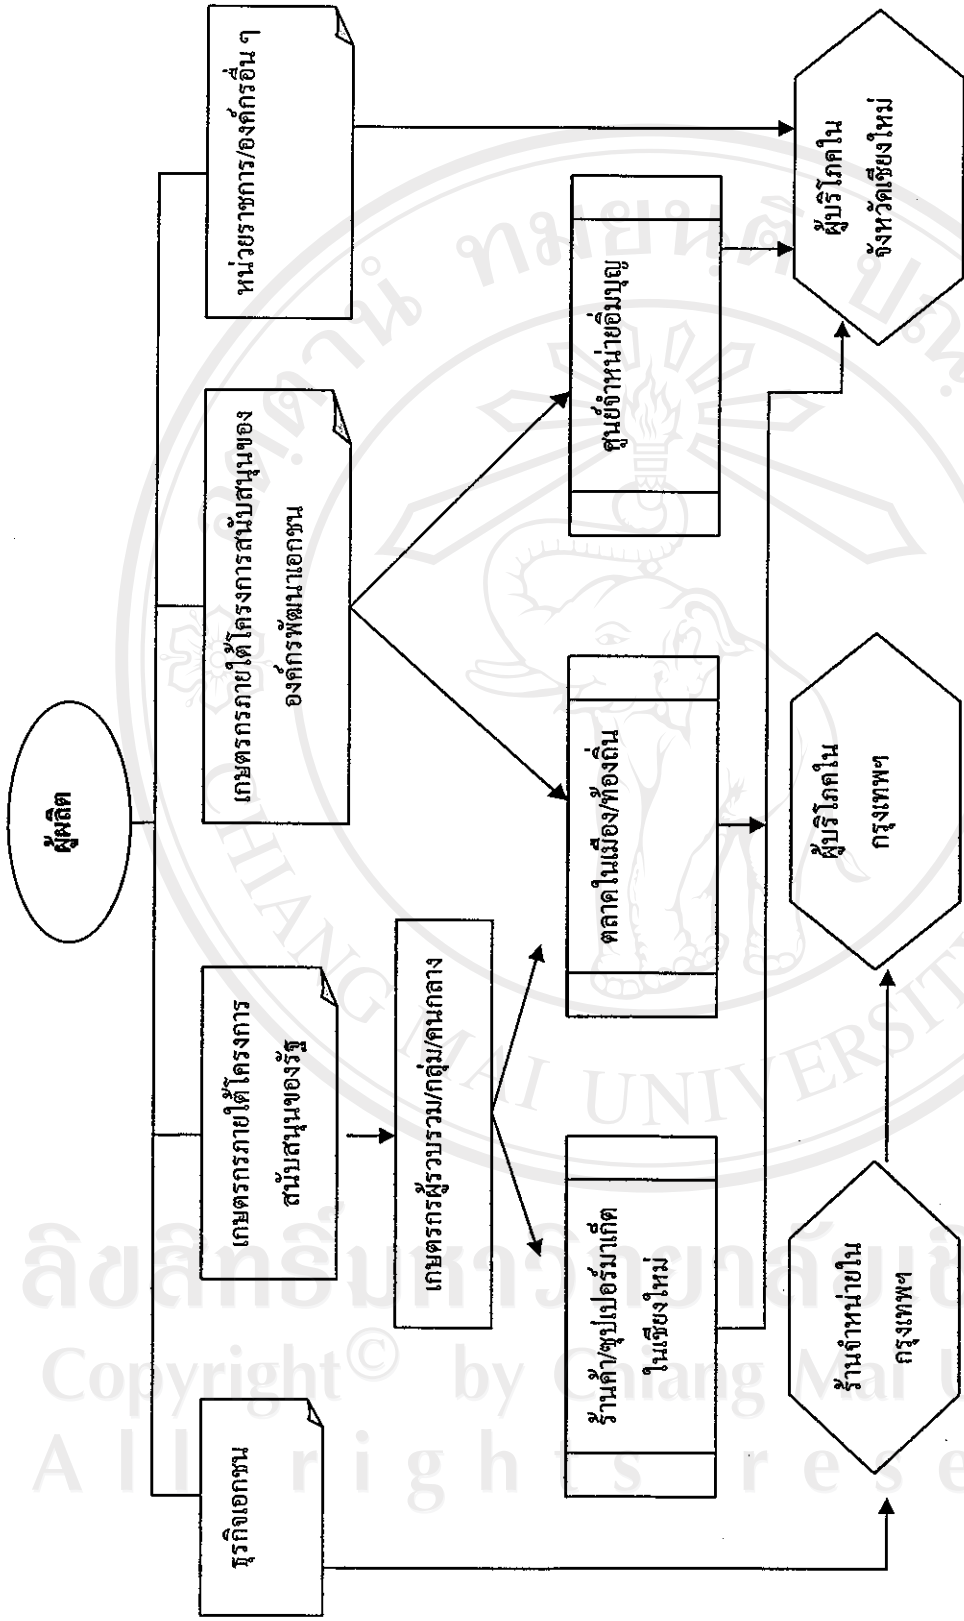 ผู้ผลิต
ธุรกิจเอกชน
เกษตรกรภายใต้โครงการ
สนับสนุนของรัฐ
เกษตรกรภายใต้โครงการสนับสนุนของ
องค์กรพัฒนาเอกชน
หน่วยราชการ/องค์กรอื่น ๆ
เกษตรกรผู้รวบรวม/กลุ่ม/คนกลาง
ร้านค้า/ซุปเปอร์มาเก็ต
ในเชียงใหม่
ตลาดในเมือง/ท้องถิ่น
ศูนย์จำหน่ายอิ่มบุญ
ร้านจำหน่ายใน
กรุงเทพฯ
ผู้บริโภคใน
กรุงเทพฯ
ผู้บริโภคใน
จังหวัดเชียงใหม่
CHIANG MAI UNIVERSITY
Copyright© by Chiang Mai U
All rights rese